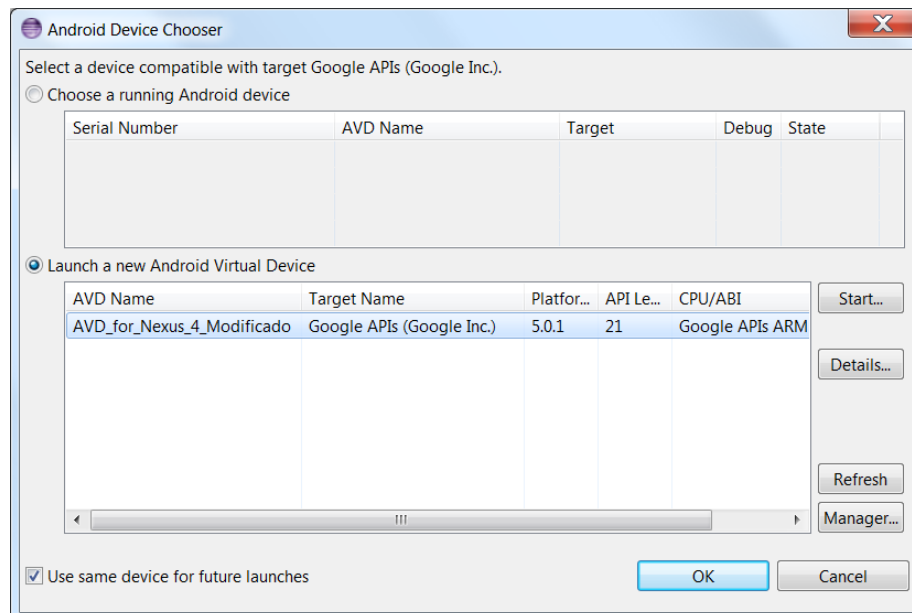 Android Device Chooser
Select a device compatible with target Google APIs (Google Inc.).
Choose a running Android device
Serial Number AVD Name Target Debug State
Launch a new Android Virtual Device
AVD Name Target Name Platfor... API Le... CPU/ABI
Start...
AVD_for_Nexus_4_Modificado Google APIs (Google Inc.) 5.0.1 21 Google APIs ARM
Details...
Refresh
Manager...
Use same device for future launches
OK Cancel